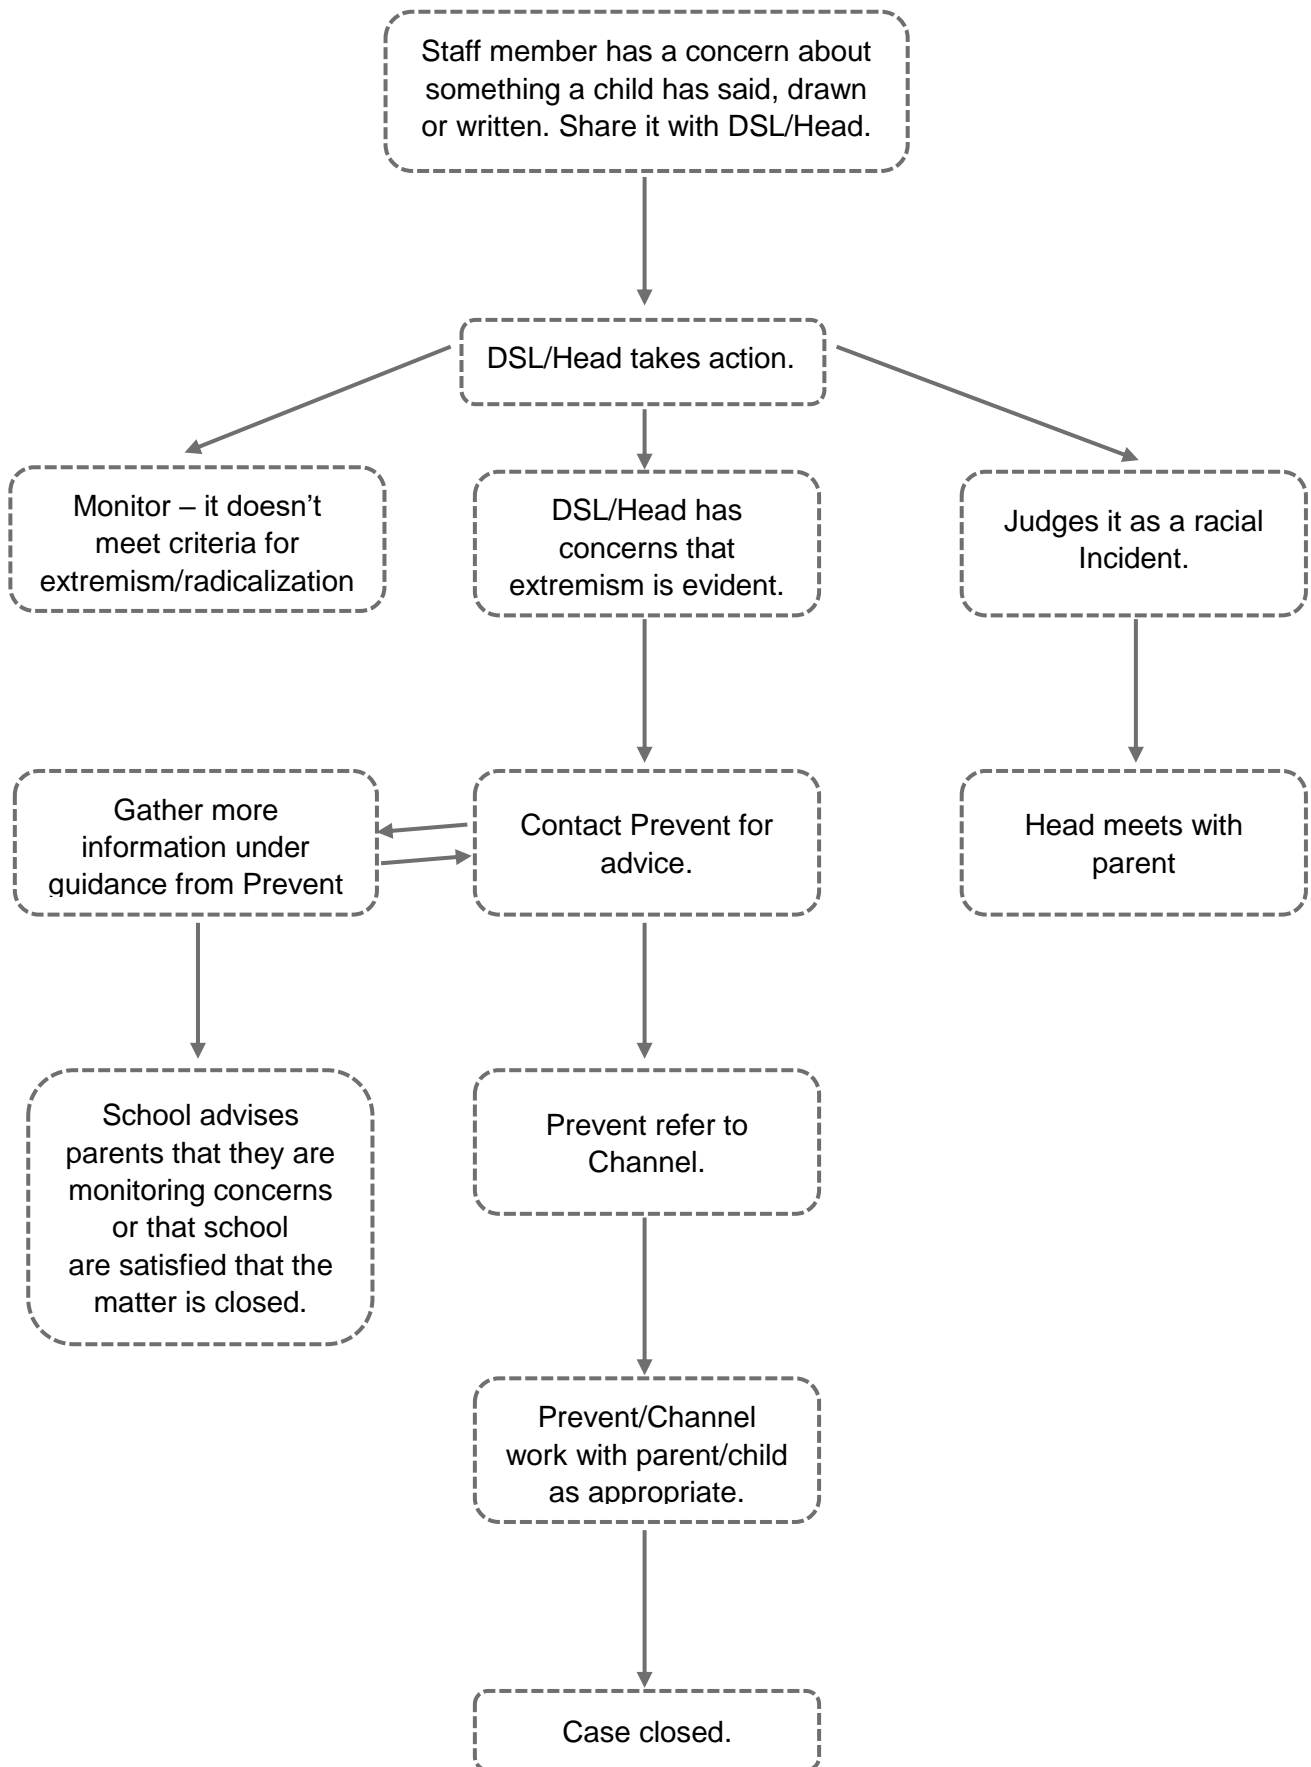 Staff member has a concern about
something a child has said, drawn
or written. Share it with DSL/Head.
DSL/Head takes action.
Monitor – it doesn’t
meet criteria for
extremism/radicalization
DSL/Head has
concerns that
extremism is evident.
Judges it as a racial
Incident.
Gather more
information under
guidance from Prevent
Contact Prevent for
advice.
Head meets with
parent
School advises
parents that they are
monitoring concerns
or that school
are satisfied that the
matter is closed.
Prevent refer to
Channel.
Prevent/Channel
work with parent/child
as appropriate.
Case closed.